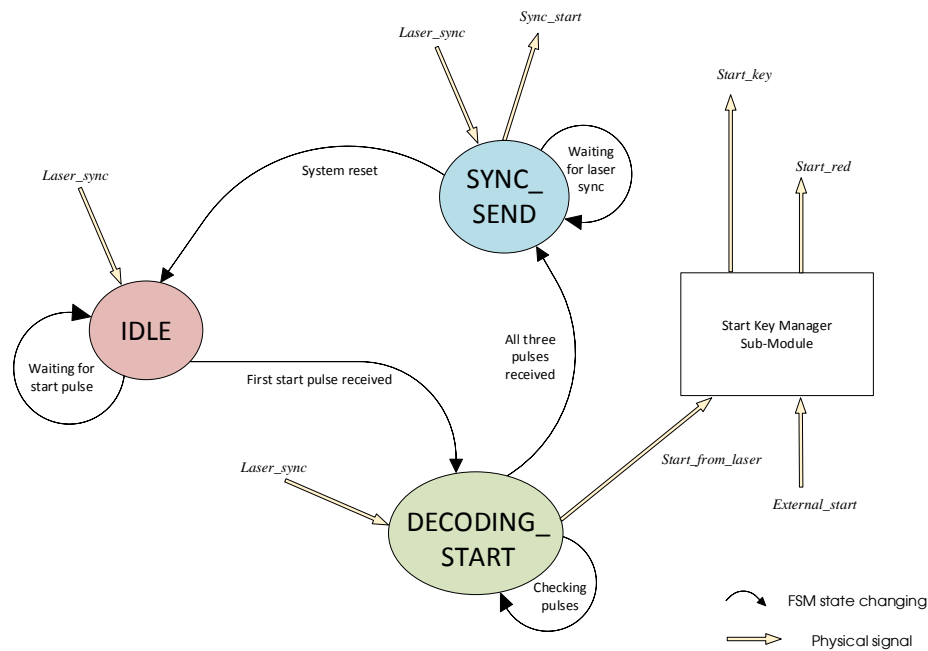 Sync_start
Laser_sync
Start_key
Waiting
for laser
sync
System reset
Laser_sync
SYNC_
SEND
Start_red
IDLE
Start Key Manager
Sub-Module
All three
pulses
received
Waiting for
start pulse
First start pulse received
Laser_sync
Start_from_laser
External_start
DECODING_
START
Checking
pulses
FSM state changing
Physical signal